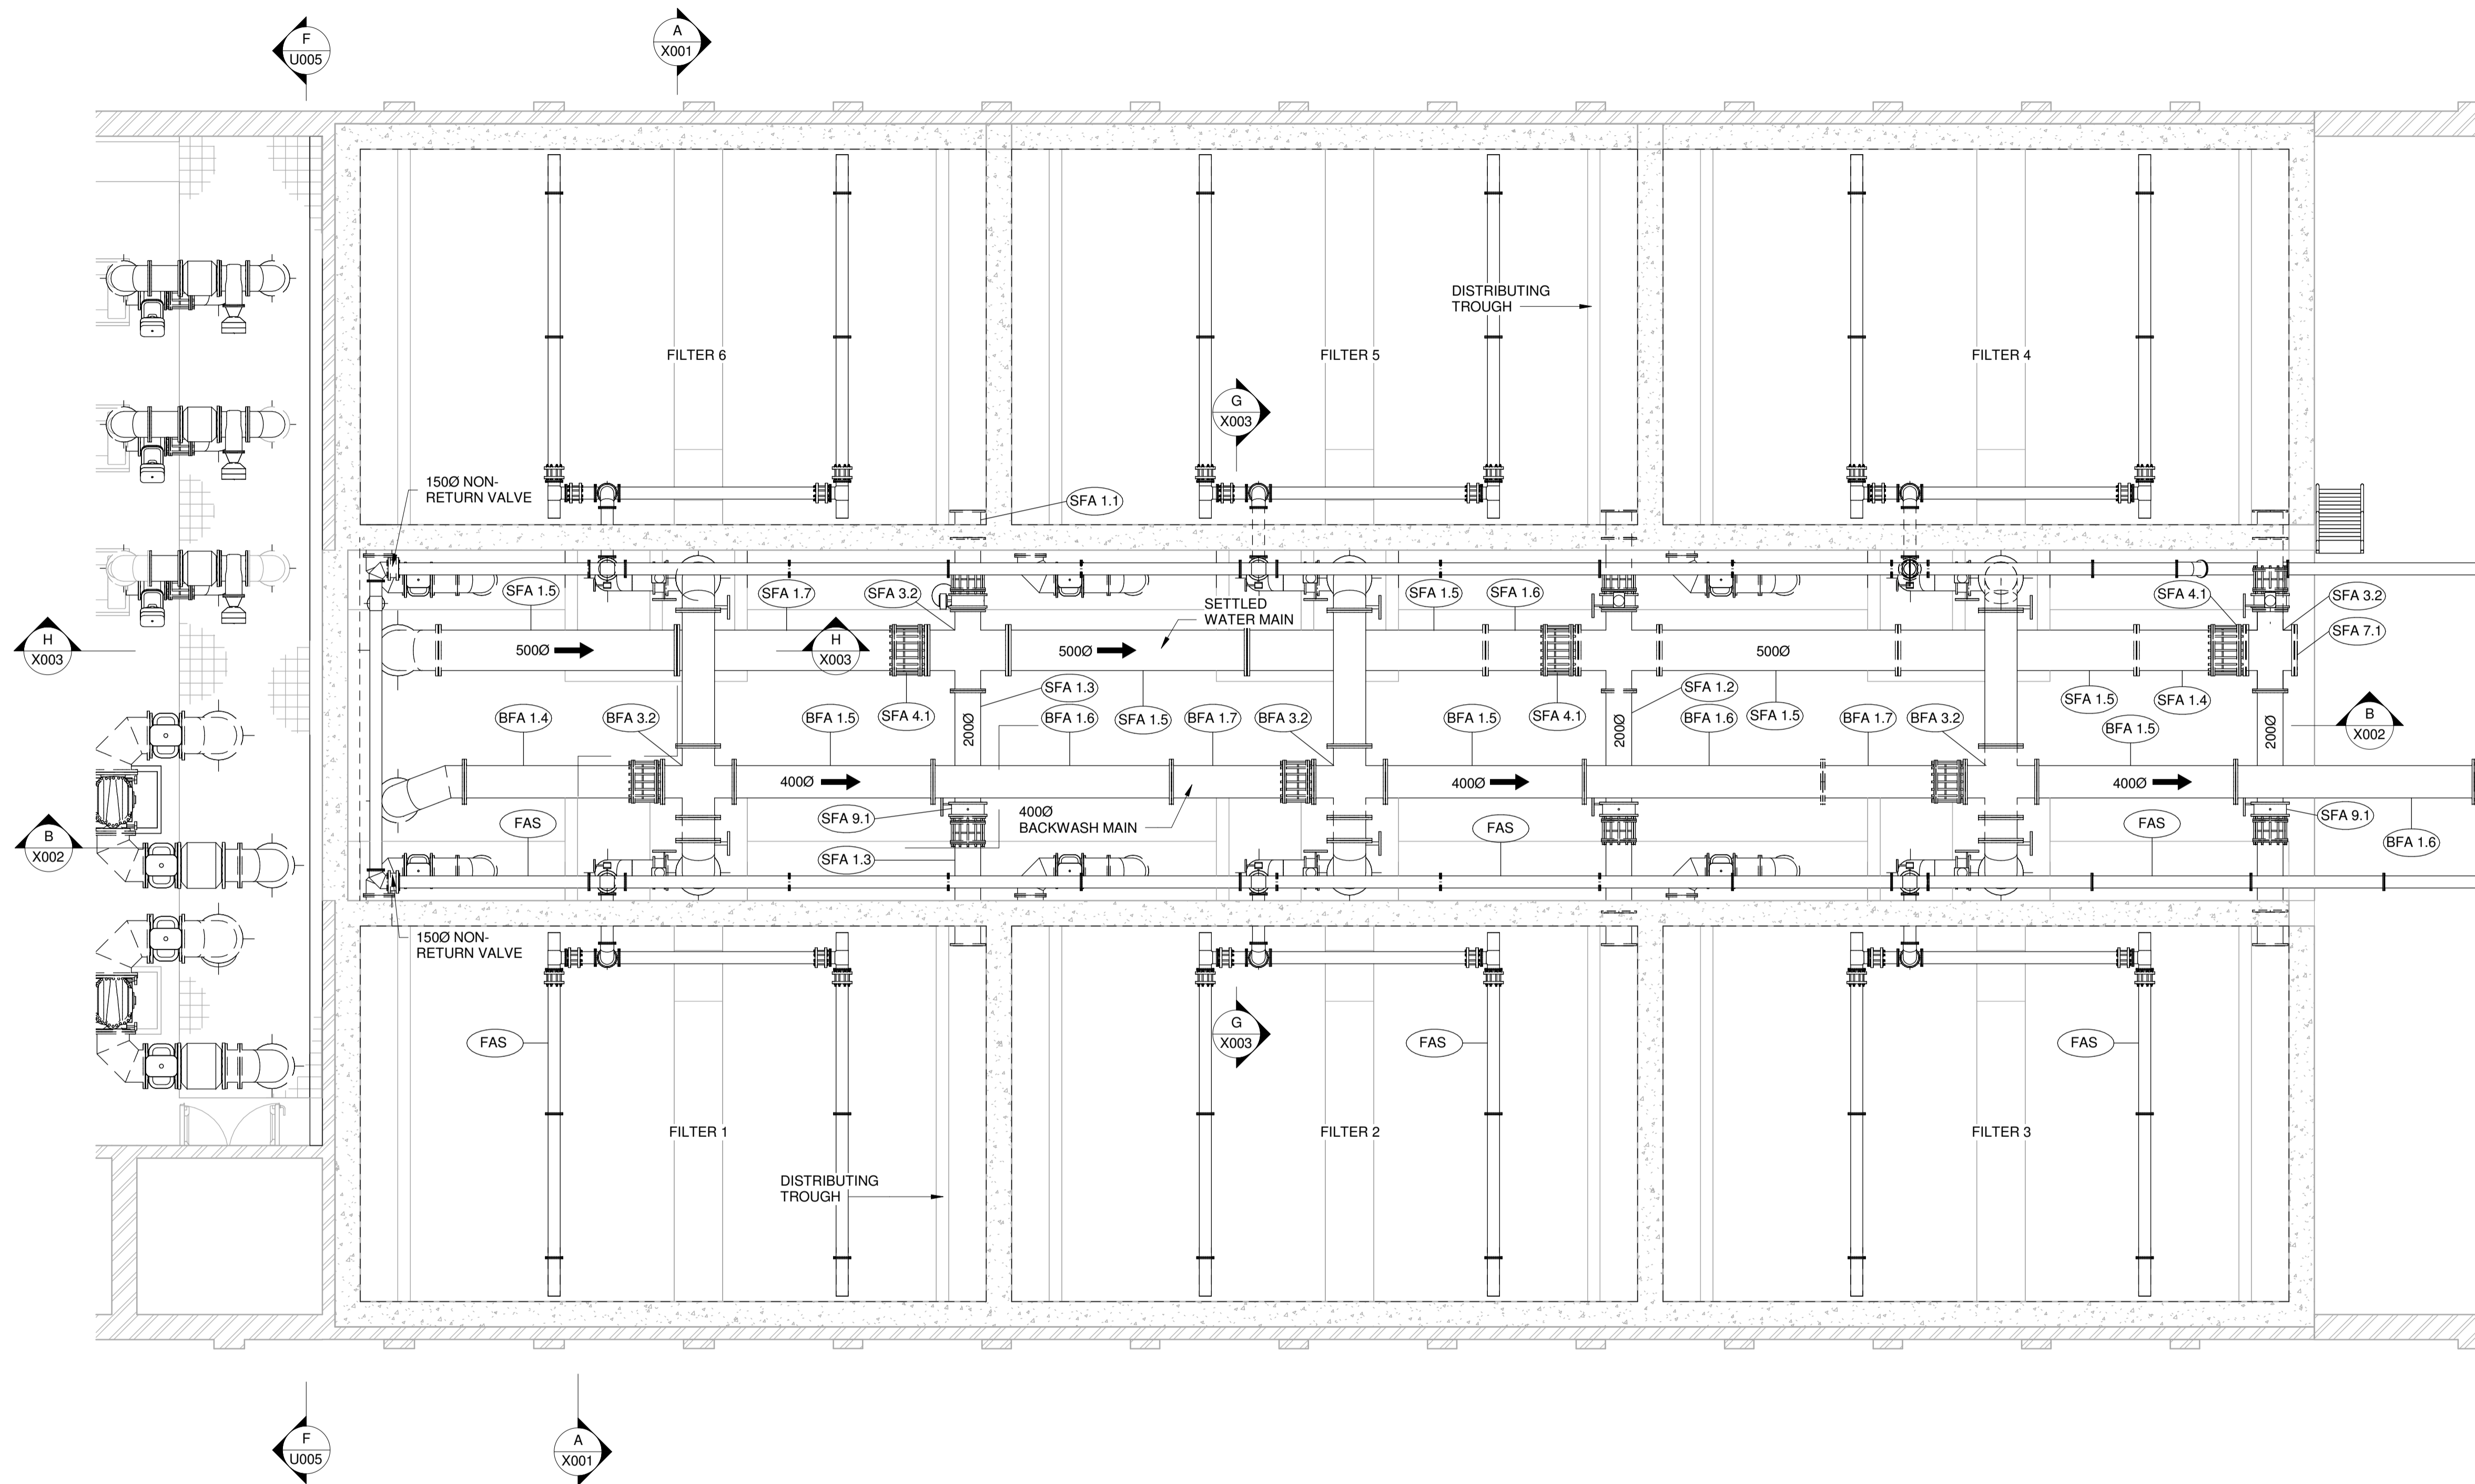 F
U005
A
X001
DISTRIBUTING
TROUGH
FILTER 6
FILTER 5
FILTER 4
G
X003
150Ø NON-
RETURN VALVE
SFA 1.1
SFA 1.5
SFA 1.7
SFA 3.2
SETTLED
WATER MAIN
SFA 1.5
SFA 1.6
SFA 4.1
SFA 3.2
SFA 7.1
H
X003
500Ø
H
X003
500Ø
500Ø
SFA 1.3
SFA 1.2
SFA 1.5
SFA 1.4
BFA 1.4
BFA 3.2
BFA 1.5
SFA 4.1
200Ø
BFA 1.6
SFA 1.5
BFA 1.7
BFA 3.2
BFA 1.5
SFA 4.1
200Ø
BFA 1.6
SFA 1.5
BFA 1.7
BFA 3.2
BFA 1.5
200Ø
B
X002
400Ø
400Ø
400Ø
B
X002
FAS
SFA 9.1
400Ø
BACKWASH MAIN
FAS
FAS
SFA 9.1
BFA 1.6
SFA 1.3
150Ø NON-
RETURN VALVE
FAS
G
X003
FAS
FAS
FILTER 1
FILTER 2
FILTER 3
DISTRIBUTING
TROUGH
F
U005
A
X001